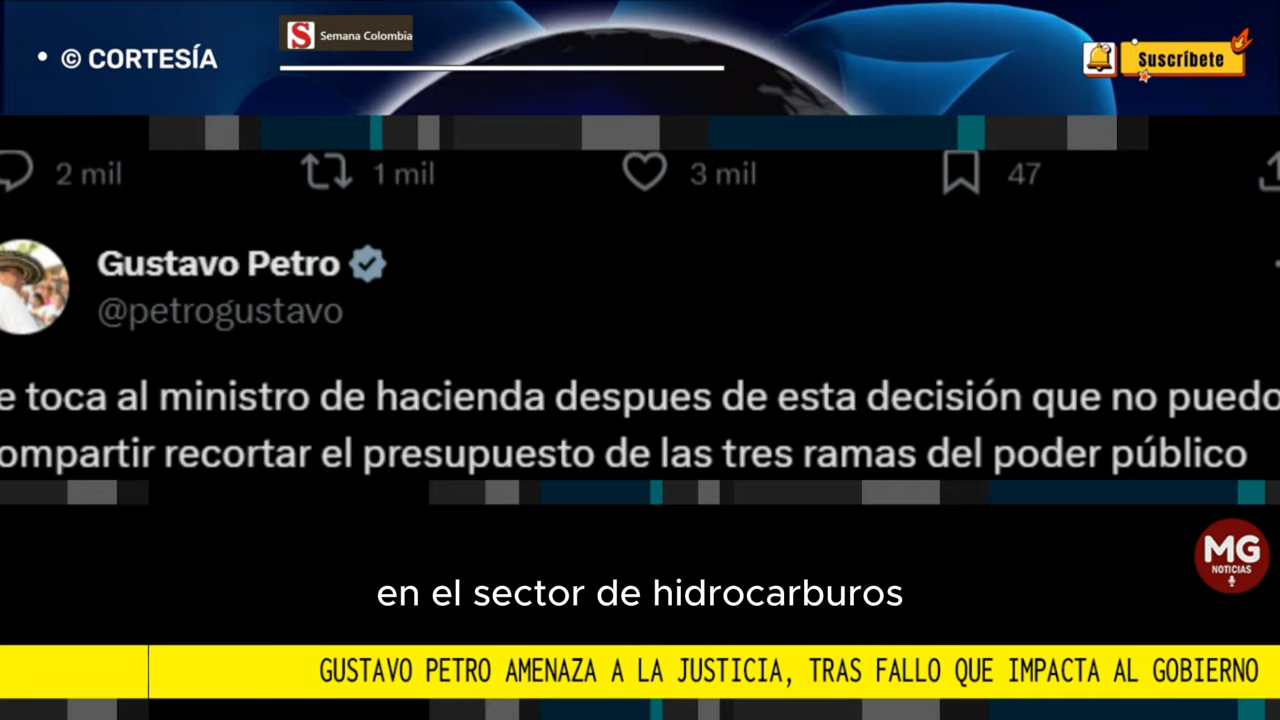 • © CORTESÍA
S Semana Colombia
Suscríbete
2 mil 1 mil 3 mil 47
Gustavo Petro
@petrogustavo
e toca al ministro de hacienda despues de esta decisión que no puedo
ompartir recortar el presupuesto de las tres ramas del poder público
MG
NOTICIAS
en el sector de hidrocarburos
GUSTAVO PETRO AMENAZA A LA JUSTICIA, TRAS FALLO QUE IMPACTA AL GOBIERNO